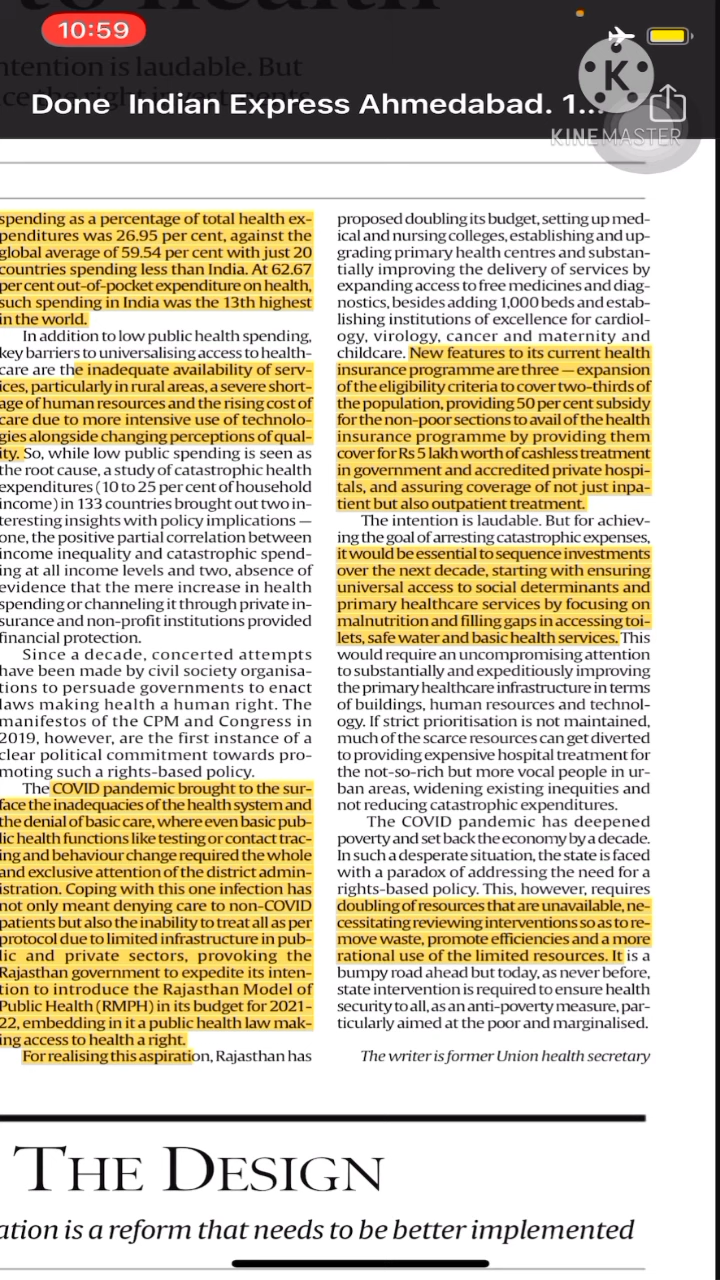 to health
10:59
ntention is laudable. But
ce the right investments
Done Indian Express Ahmedabad. 1...
K
KINEMASTER
spending as a percentage of total health ex-
penditures was 26.95 per cent, against the
global average of 59.54 per cent with just 20
countries spending less than India. At 62.67
per cent out-of-pocket expenditure on health,
such spending in India was the 13th highest
in the world.
In addition to low public health spending,
key barriers to universalising access to health-
care are the inadequate availability of serv-
ices, particularly in rural areas, a severe short-
age of human resources and the rising cost of
care due to more intensive use of technolo-
gies alongside changing perceptions of qual-
ity. So, while low public spending is seen as
the root cause, a study of catastrophic health
expenditures (10 to 25 per cent of household
income) in 133 countries brought out two in-
teresting insights with policy implications —
one, the positive partial correlation between
income inequality and catastrophic spend-
ing at all income levels and two, absence of
evidence that the mere increase in health
spending or channeling it through private in-
surance and non-profit institutions provided
financial protection.
Since a decade, concerted attempts
have been made by civil society organisa-
tions to persuade governments to enact
laws making health a human right. The
manifestos of the CPM and Congress in
2019, however, are the first instance of a
clear political commitment towards pro-
moting such a rights-based policy.
The COVID pandemic brought to the sur-
face the inadequacies of the health system and
the denial of basic care, where even basic pub-
lic health functions like testing or contact trac-
ing and behaviour change required the whole
and exclusive attention of the district admin-
istration. Coping with this one infection has
not only meant denying care to non-COVID
patients but also the inability to treat all as per
protocol due to limited infrastructure in pub-
lic and private sectors, provoking the
Rajasthan government to expedite its inten-
tion to introduce the Rajasthan Model of
Public Health (RMPH) in its budget for 2021-
22, embedding in it a public health law mak-
ing access to health a right.
For realising this aspiration, Rajasthan has
proposed doubling its budget, setting up med-
ical and nursing colleges, establishing and up-
grading primary health centres and substan-
tially improving the delivery of services by
expanding access to free medicines and diag-
nostics, besides adding 1,000 beds and estab-
lishing institutions of excellence for cardiol-
ogy, virology, cancer and maternity and
childcare. New features to its current health
insurance programme are three — expansion
of the eligibility criteria to cover two-thirds of
the population, providing 50 per cent subsidy
for the non-poor sections to avail of the health
insurance programme by providing them
cover for Rs 5 lakh worth of cashless treatment
in government and accredited private hospi-
tals, and assuring coverage of not just inpa-
tient but also outpatient treatment.
The intention is laudable. But for achiev-
ing the goal of arresting catastrophic expenses,
it would be essential to sequence investments
over the next decade, starting with ensuring
universal access to social determinants and
primary healthcare services by focusing on
malnutrition and filling gaps in accessing toi-
lets, safe water and basic health services. This
would require an uncompromising attention
to substantially and expeditiously improving
the primary healthcare infrastructure in terms
of buildings, human resources and technol-
ogy. If strict prioritisation is not maintained,
much of the scarce resources can get diverted
to providing expensive hospital treatment for
the not-so-rich but more vocal people in ur-
ban areas, widening existing inequities and
not reducing catastrophic expenditures.
The COVID pandemic has deepened
poverty and set back the economy by a decade.
In such a desperate situation, the state is faced
with a paradox of addressing the need for a
rights-based policy. This, however, requires
doubling of resources that are unavailable, ne-
cessitating reviewing interventions so as to re-
move waste, promote efficiencies and a more
rational use of the limited resources. It is a
bumpy road ahead but today, as never before,
state intervention is required to ensure health
security to all, as an anti-poverty measure, par-
ticularly aimed at the poor and marginalised.
The writer is former Union health secretary
THE DESIGN
ation is a reform that needs to be better implemented